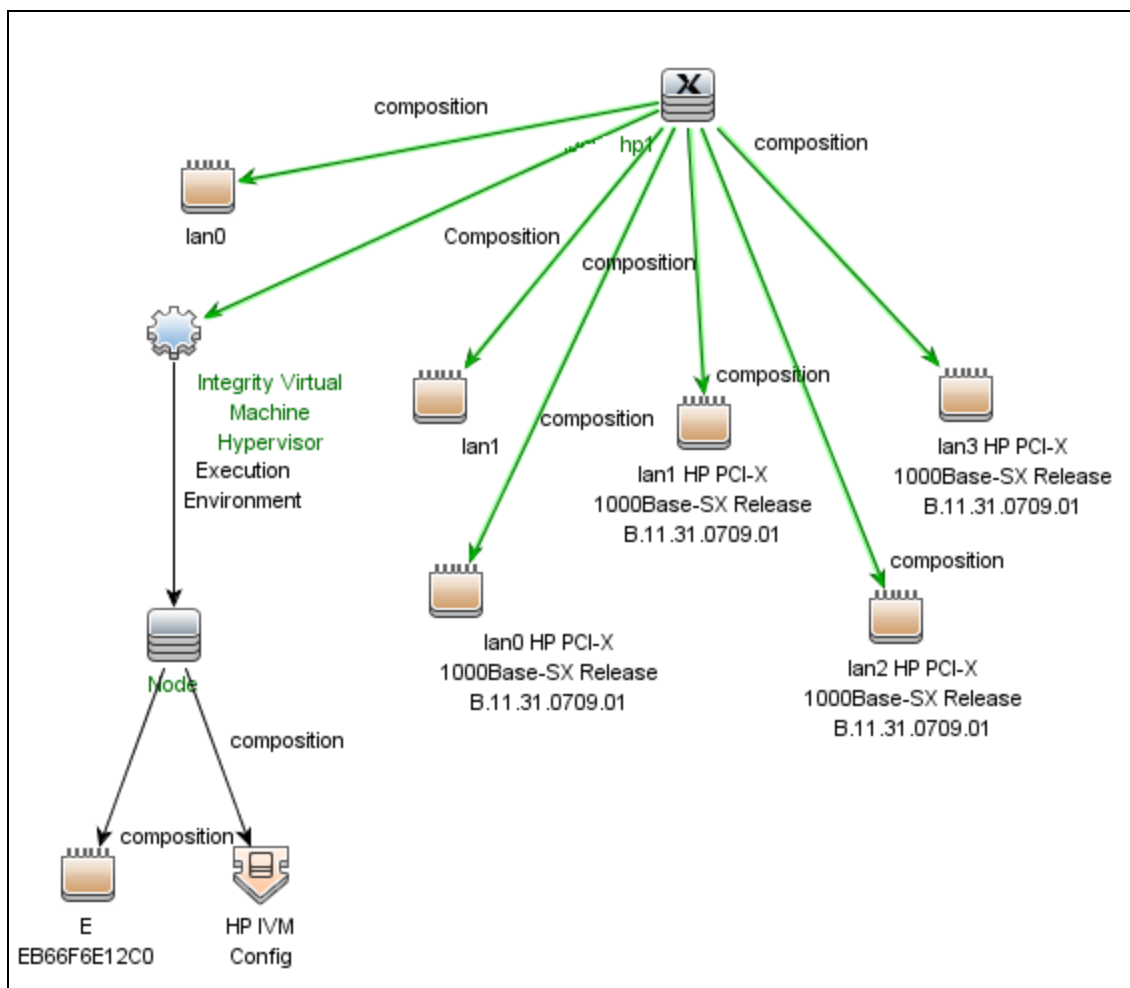 composition
hp1
composition
lan0
Composition
composition
Integrity Virtual
Machine
Hypervisor
Execution
Environment
lan1
composition
composition
lan1 HP PCI-X
1000Base-SX Release
B.11.31.0709.01
lan3 HP PCI-X
1000Base-SX Release
B.11.31.0709.01
composition
lan0 HP PCI-X
1000Base-SX Release
B.11.31.0709.01
lan2 HP PCI-X
1000Base-SX Release
B.11.31.0709.01
Node
composition
composition
E
EB66F6E12C0
HP IVM
Config